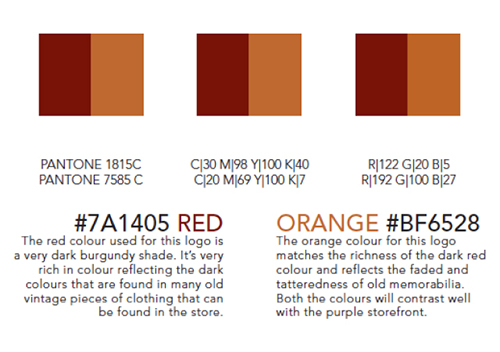 PANTONE 1815C
PANTONE 7585 C
C|30 M|98 Y|100 K|40
C|20 M|69 Y|100 K|7
R|122 G|20 B|5
R|192 G|100 B|27
#7A1405 RED
The red colour used for this logo is
a very dark burgundy shade. It's very
rich in colour reflecting the dark
colours that are found in many old
vintage pieces of clothing that can
be found in the store.
ORANGE #BF6528
The orange colour for this logo
matches the richness of the dark red
colour and reflects the faded and
tatteredness of old memorabilia.
Both the colours will contrast well
with the purple storefront.